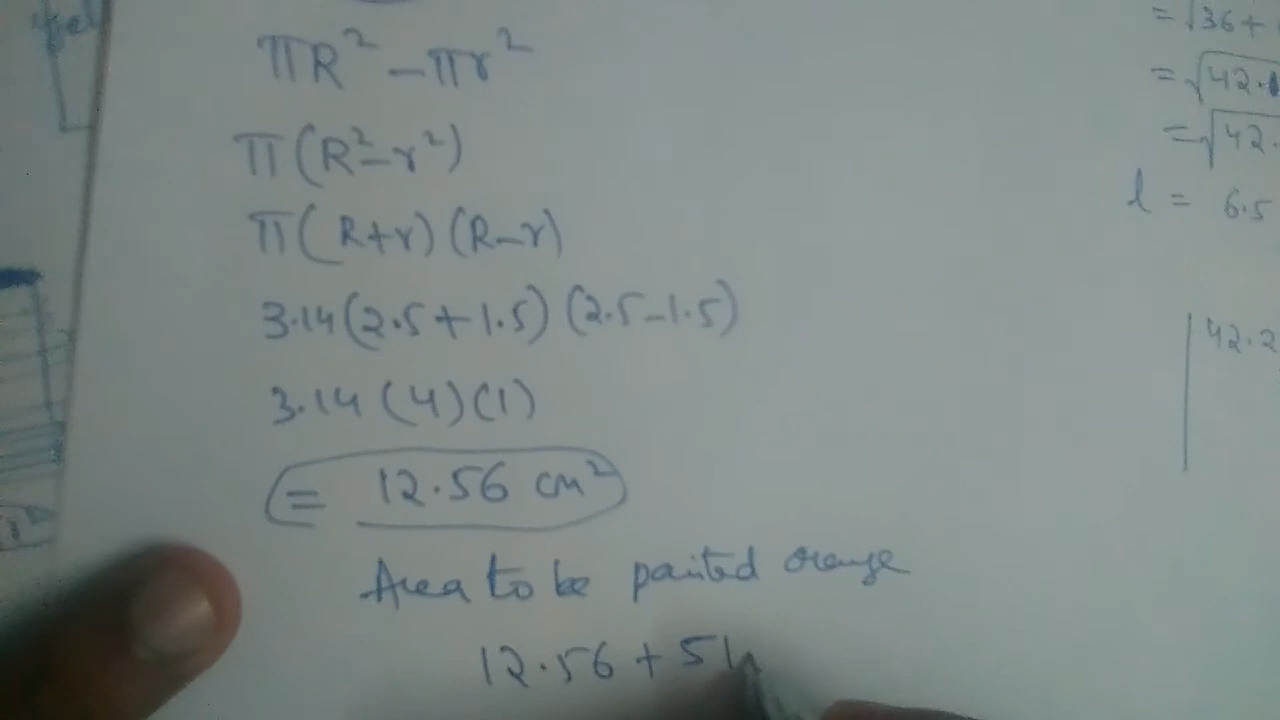 πR² – πr²
π(R²–r²)
π(R+r)(R–r)
3.14(2.5+1.5)(2.5–1.5)
3.14(4)(1)
= 12.56 cm²
Area to be painted orange
12.56 + 51
= √36+
= √42.
= √42.
l = 6.5
42.2